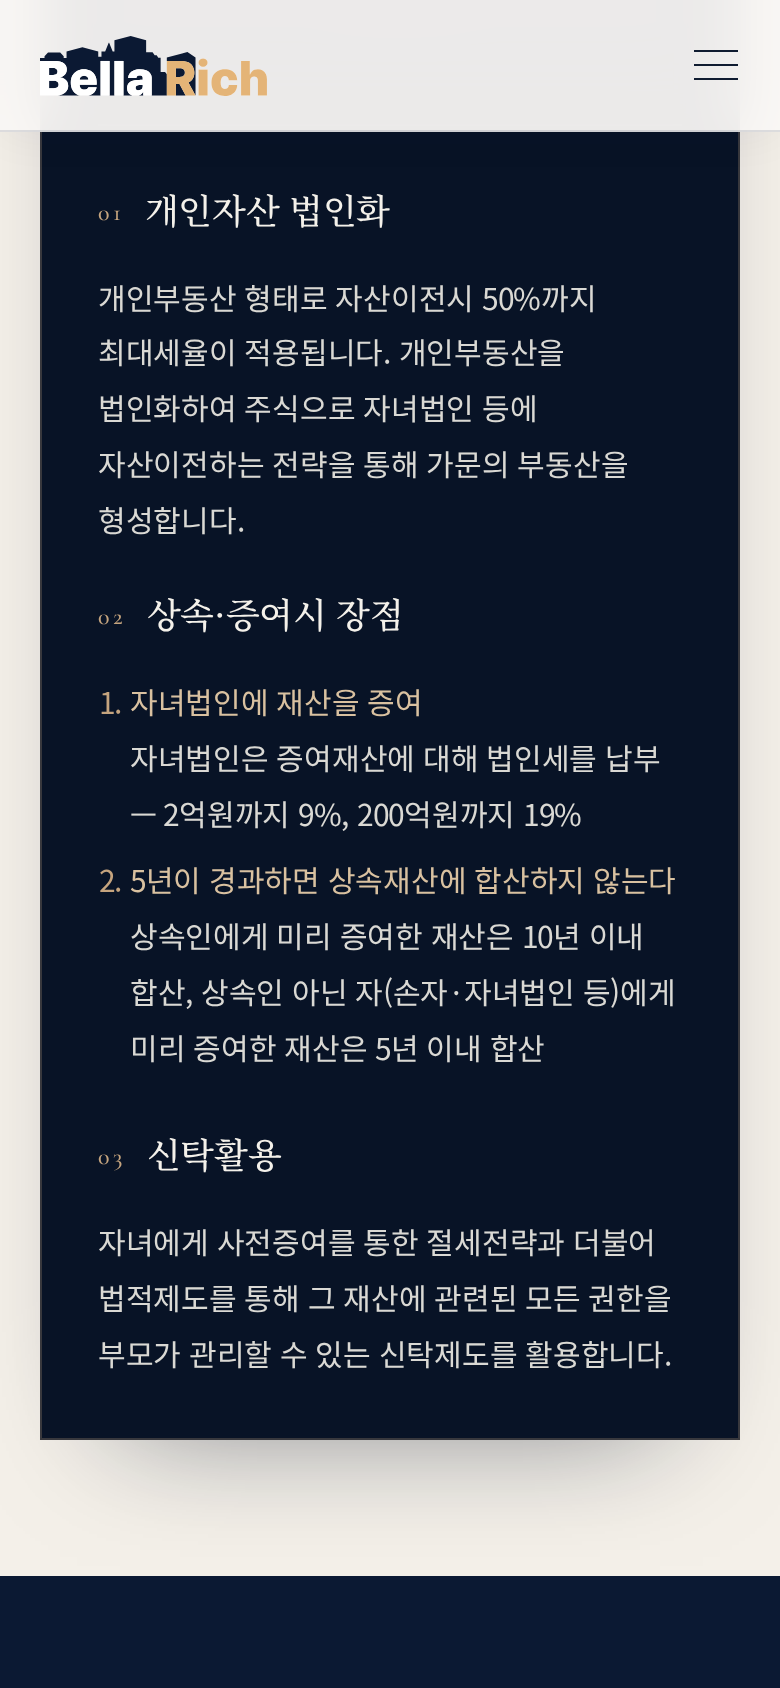 Bella Rich
01 개인자산 법인화
개인부동산 형태로 자산이전시 50%까지
최대세율이 적용됩니다. 개인부동산을
법인화하여 주식으로 자녀법인 등에
자산이전하는 전략을 통해 가문의 부동산을
형성합니다.
02 상속·증여시 장점
1. 자녀법인에 재산을 증여
자녀법인은 증여재산에 대해 법인세를 납부
— 2억원까지 9%, 200억원까지 19%
2. 5년이 경과하면 상속재산에 합산하지 않는다
상속인에게 미리 증여한 재산은 10년 이내
합산, 상속인 아닌 자(손자·자녀법인 등)에게
미리 증여한 재산은 5년 이내 합산
03 신탁활용
자녀에게 사전증여를 통한 절세전략과 더불어
법적제도를 통해 그 재산에 관련된 모든 권한을
부모가 관리할 수 있는 신탁제도를 활용합니다.